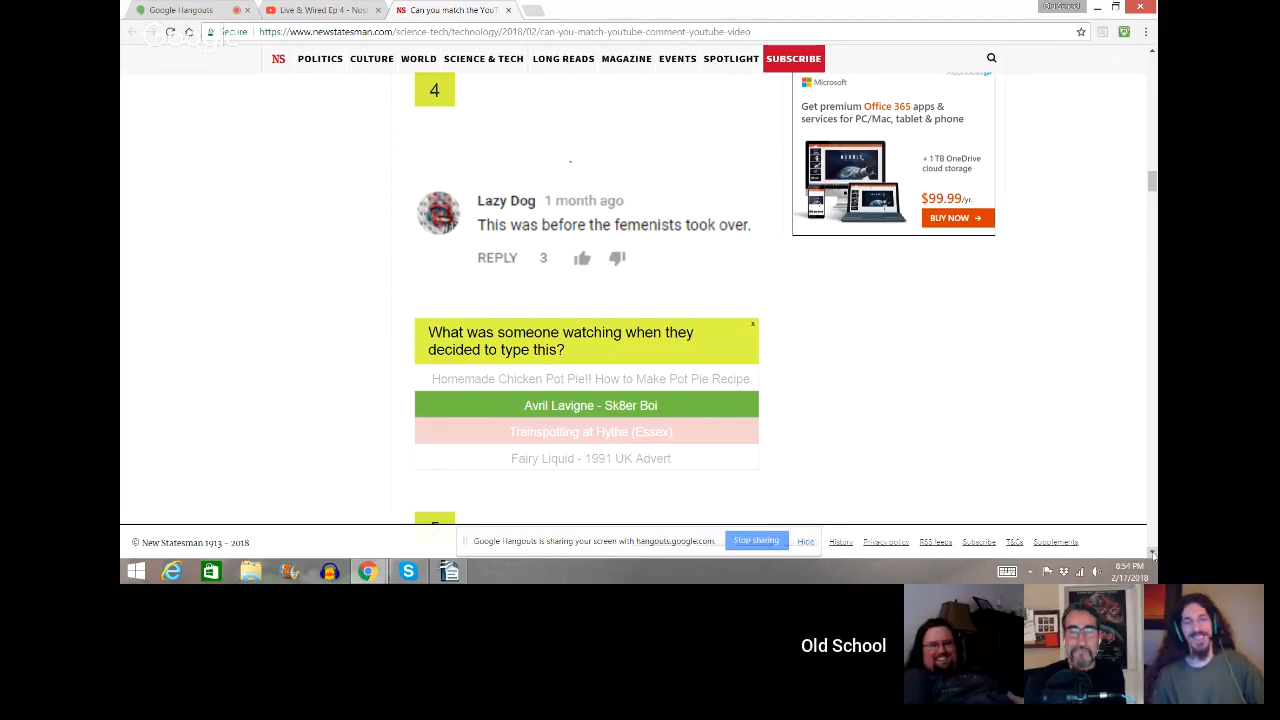 Google Hangouts
Live & Wired Ep 4 - Nost
Can you match the YouT
Old School
Google
Secure
https://www.newstatesman.com/science-tech/technology/2018/02/can-you-match-youtube-comment-youtube-video
NS POLITICS CULTURE WORLD SCIENCE & TECH LONG READS MAGAZINE EVENTS SPOTLIGHT SUBSCRIBE
4
Microsoft
Get premium Office 365 apps &
services for PC/Mac, tablet & phone
+ 1 TB OneDrive
cloud storage
$99.99/yr.
BUY NOW
Lazy Dog 1 month ago
This was before the femenists took over.
REPLY 3
What was someone watching when they
decided to type this?
x
Homemade Chicken Pot Pie!! How to Make Pot Pie Recipe
Avril Lavigne - Sk8er Boi
Trainspotting at Hythe (Essex)
Fairy Liquid - 1991 UK Advert
© New Statesman 1913 - 2018
Google Hangouts is sharing your screen with hangouts.google.com.
Stop sharing
Hide
History Privacy policy RSS feeds Subscribe T&Cs Supplements
8:54 PM
2/17/2018
Old School